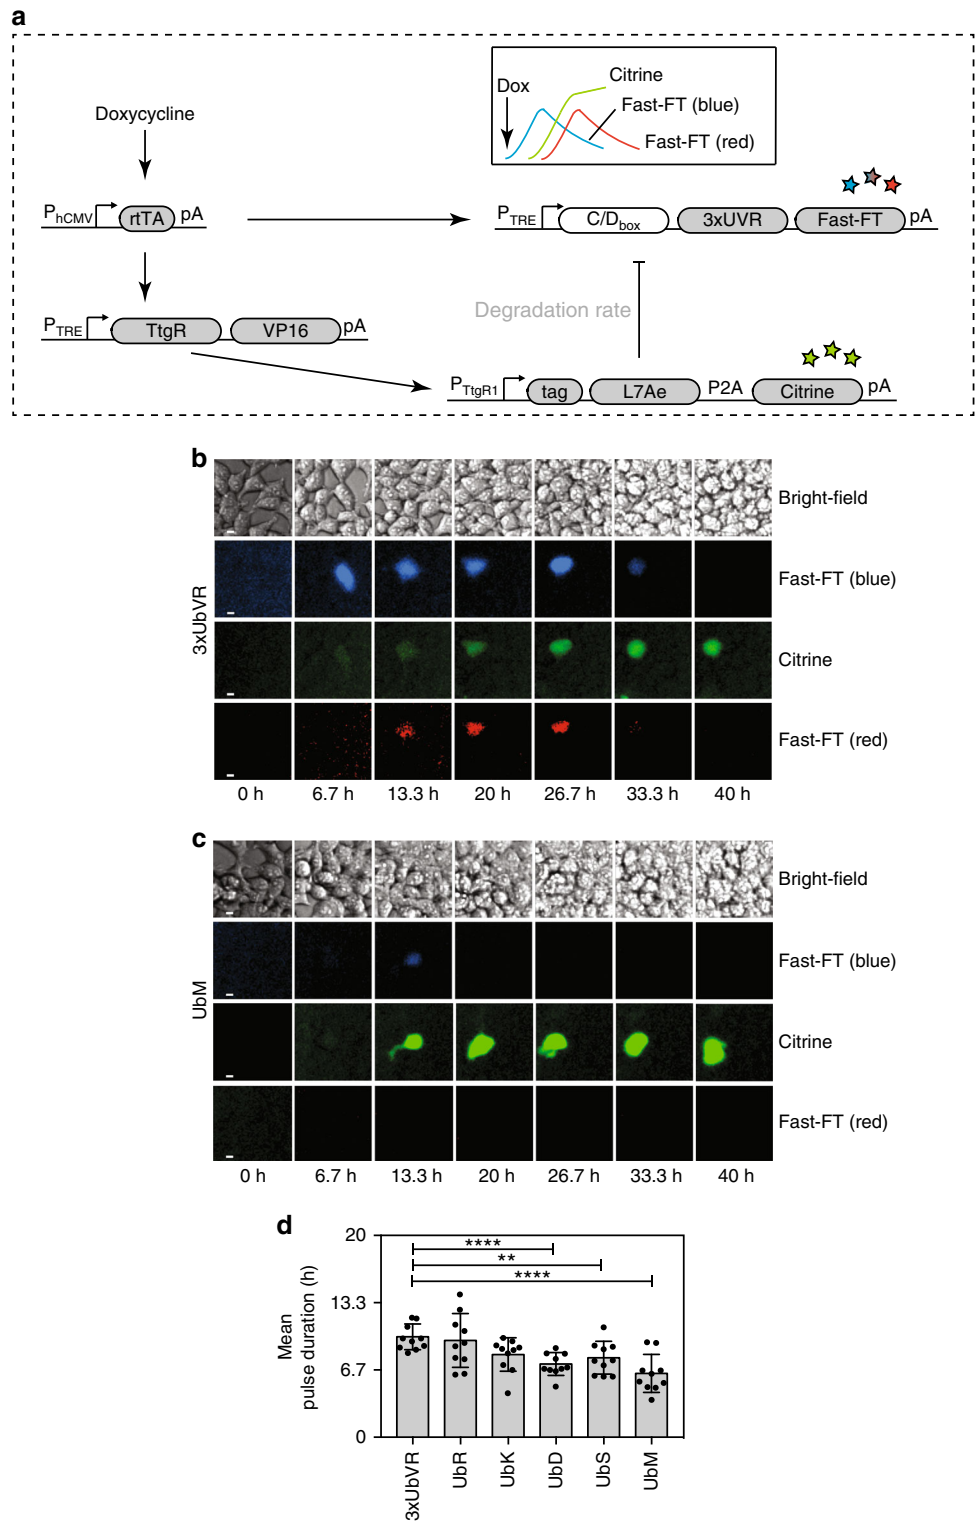 a
Doxycycline
Dox
Citrine
Fast-FT (blue)
Fast-FT (red)
PhCMV rtTA pA
PTRE C/Dbox 3xUVR Fast-FT pA
Degradation rate
PTRE TtgR VP16 pA
PTtgR1 tag L7Ae P2A Citrine pA
b
3xUbVR
Bright-field
Fast-FT (blue)
Citrine
Fast-FT (red)
0 h 6.7 h 13.3 h 20 h 26.7 h 33.3 h 40 h
c
UbM
Bright-field
Fast-FT (blue)
Citrine
Fast-FT (red)
0 h 6.7 h 13.3 h 20 h 26.7 h 33.3 h 40 h
d
Mean
pulse duration (h)
20
13.3
6.7
0
****
**
****
3xUbVR UbR UbK UbD UbS UbM